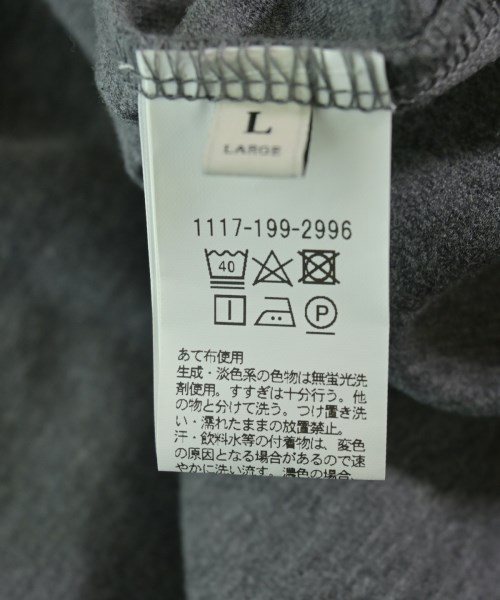 L
LARGE
1117-199-2996
40
P
あて布使用
生成・淡色系の色物は無蛍光洗
剤使用。すすぎは十分行う。他
の物と分けて洗う。つけ置き洗
い・濡れたままの放置禁止。
汗・飲料水等の付着物は、変色
の原因となる場合があるので速
やかに洗い流す。濃色の場合、